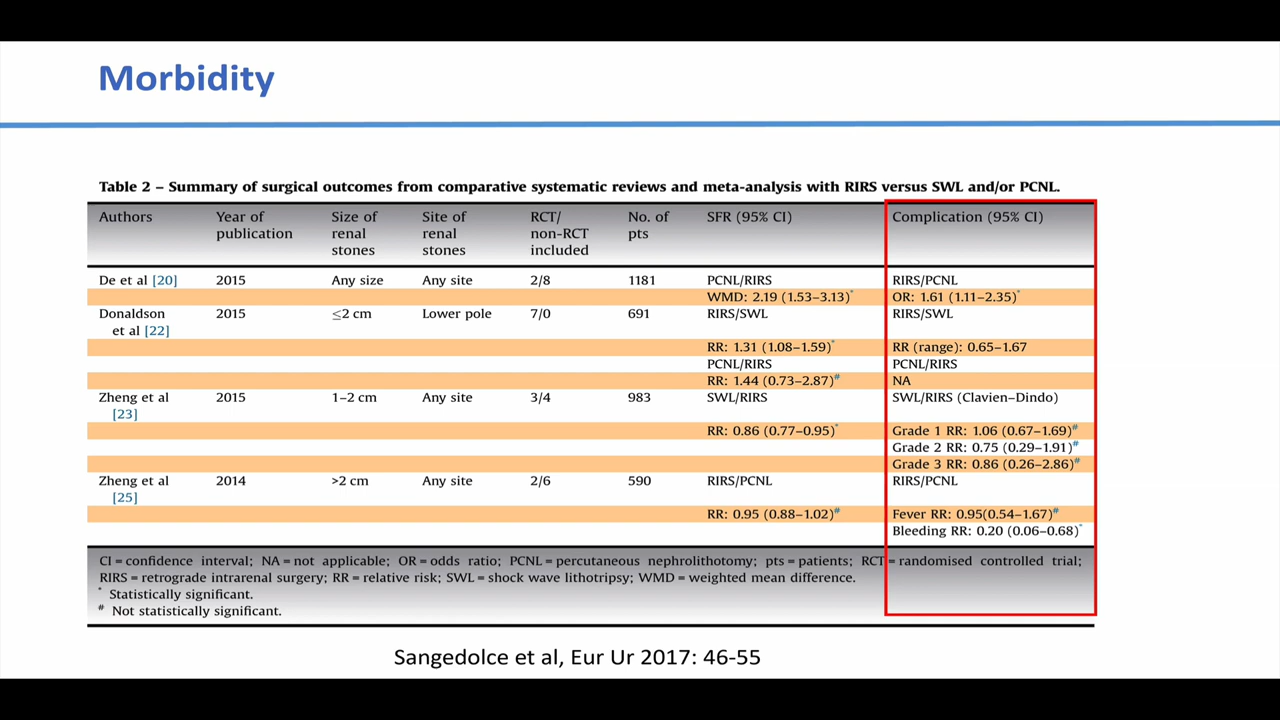 Morbidity
Table 2 – Summary of surgical outcomes from comparative systematic reviews and meta-analysis with RIRS versus SWL and/or PCNL.
Authors Year of publication Size of renal stones Site of renal stones RCT/ non-RCT included No. of pts SFR (95% CI) Complication (95% CI)
De et al [20] 2015 Any size Any site 2/8 1181 PCNL/RIRS RIRS/PCNL
WMD: 2.19 (1.53–3.13)* OR: 1.61 (1.11–2.35)*
Donaldson et al [22] 2015 ≤2 cm Lower pole 7/0 691 RIRS/SWL RIRS/SWL
RR: 1.31 (1.08–1.59)* RR (range): 0.65–1.67
PCNL/RIRS PCNL/RIRS
RR: 1.44 (0.73–2.87)# NA
Zheng et al [23] 2015 1–2 cm Any site 3/4 983 SWL/RIRS SWL/RIRS (Clavien–Dindo)
RR: 0.86 (0.77–0.95)* Grade 1 RR: 1.06 (0.67–1.69)#
Grade 2 RR: 0.75 (0.29–1.91)#
Grade 3 RR: 0.86 (0.26–2.86)#
Zheng et al [25] 2014 >2 cm Any site 2/6 590 RIRS/PCNL RIRS/PCNL
RR: 0.95 (0.88–1.02)# Fever RR: 0.95(0.54–1.67)#
Bleeding RR: 0.20 (0.06–0.68)*
CI = confidence interval; NA = not applicable; OR = odds ratio; PCNL = percutaneous nephrolithotomy; pts = patients; RCT = randomised controlled trial;
RIRS = retrograde intrarenal surgery; RR = relative risk; SWL = shock wave lithotripsy; WMD = weighted mean difference.
* Statistically significant.
# Not statistically significant.
Sangedolce et al, Eur Ur 2017: 46-55